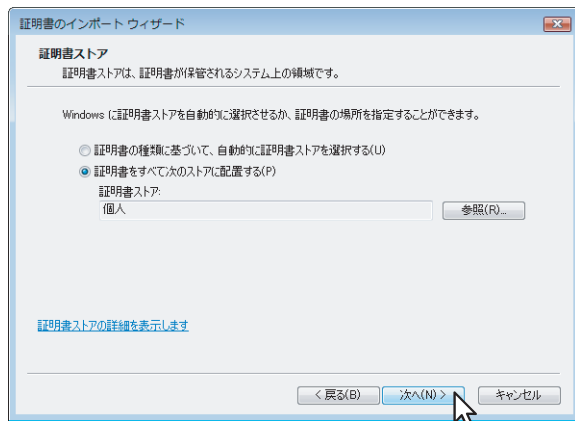 証明書のインポート ウィザード
証明書ストア
証明書ストアは、証明書が保管されるシステム上の領域です。
Windows に証明書ストアを自動的に選択させるか、証明書の場所を指定することができます。
証明書の種類に基づいて、自動的に証明書ストアを選択する(U)
証明書をすべて次のストアに配置する(P)
証明書ストア:
個人
参照(R)...
証明書ストアの詳細を表示します
< 戻る(B)
次へ(N) >
キャンセル